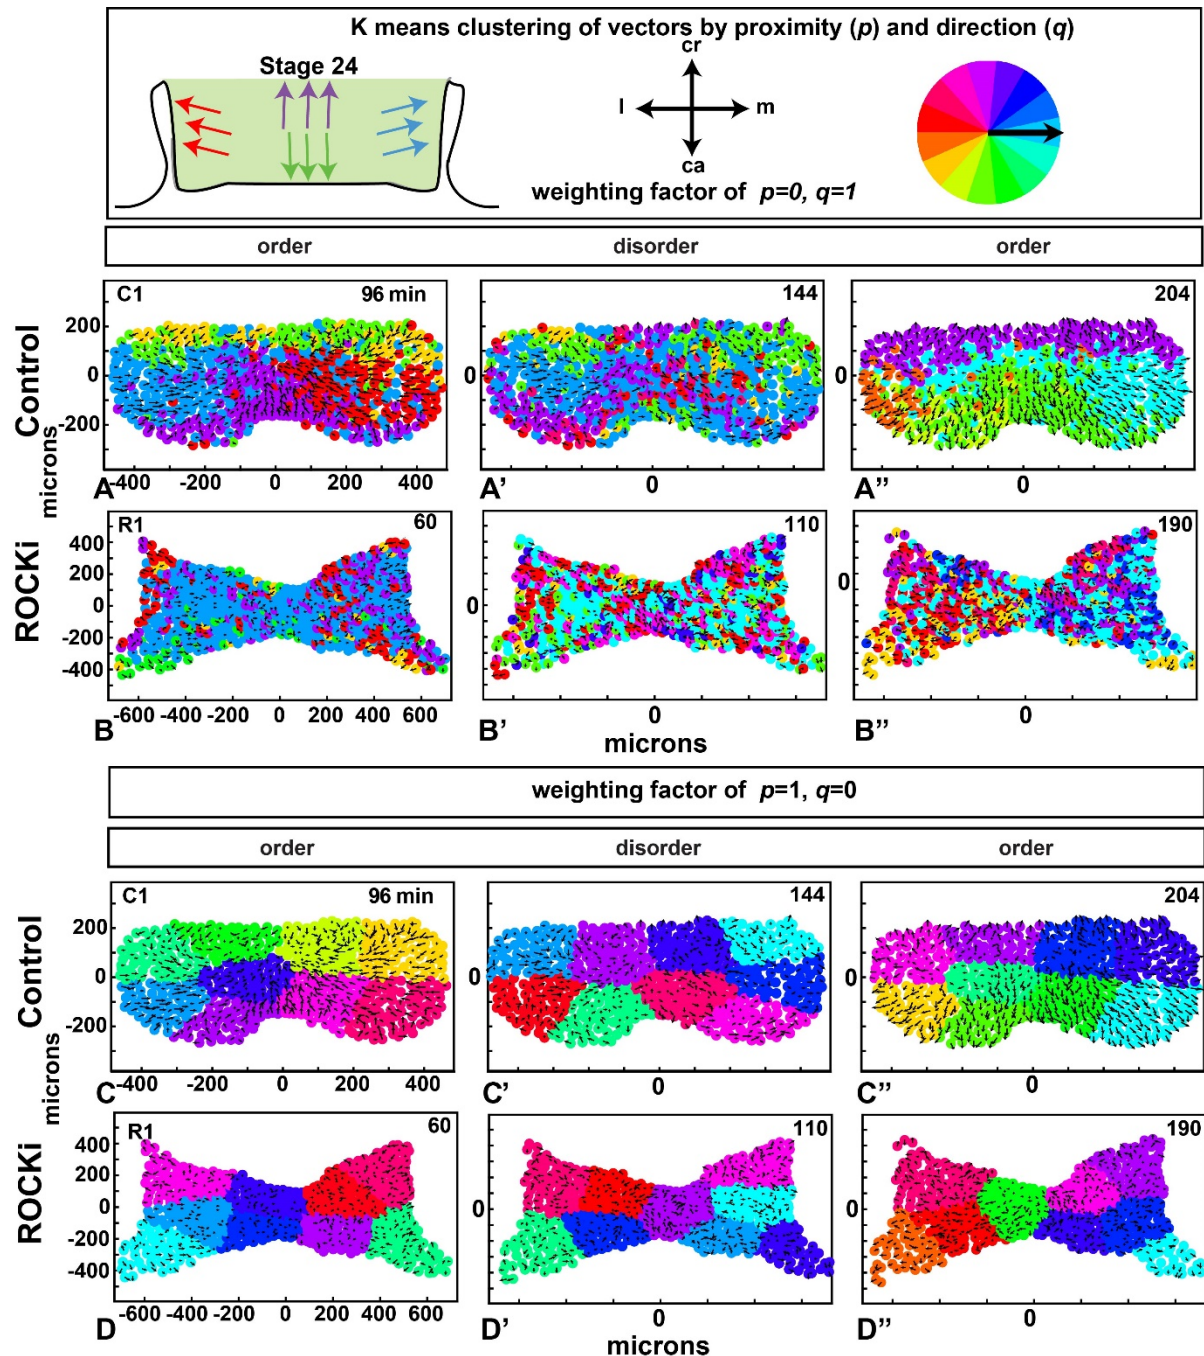 K means clustering of vectors by proximity (p) and direction (q)
Stage 24
cr
l m
ca
weighting factor of p=0, q=1
order disorder order
Control
microns
C1 96 min
200
0
-200
-400 -200 0 200 400
A
144
0
0
A'
204
0
0
A''
ROCKi
R1 60
400
200
0
-200
-400
-600 -400 -200 0 200 400 600
B
110
0
0
B'
190
0
0
B''
microns
weighting factor of p=1, q=0
order disorder order
Control
microns
C1 96 min
200
0
-200
-400 -200 0 200 400
C
144
0
0
C'
204
0
0
C''
ROCKi
R1 60
400
200
0
-200
-400
-600 -400 -200 0 200 400 600
D
110
0
0
D'
190
0
0
D''
microns